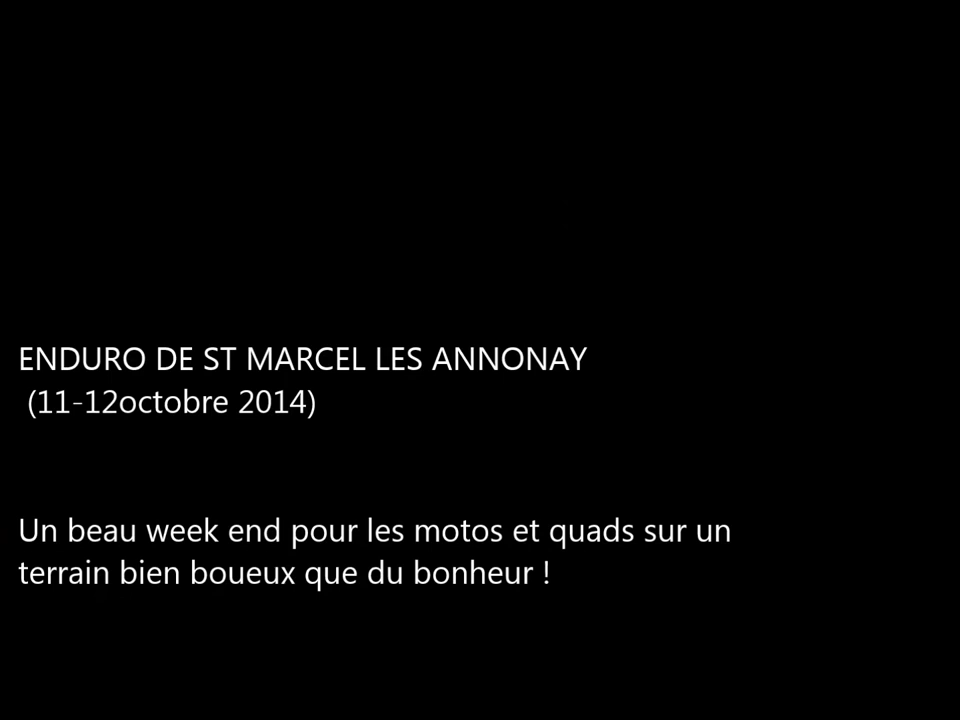 ENDURO DE ST MARCEL LES ANNONAY
(11-12octobre 2014)
Un beau week end pour les motos et quads sur un
terrain bien boueux que du bonheur !